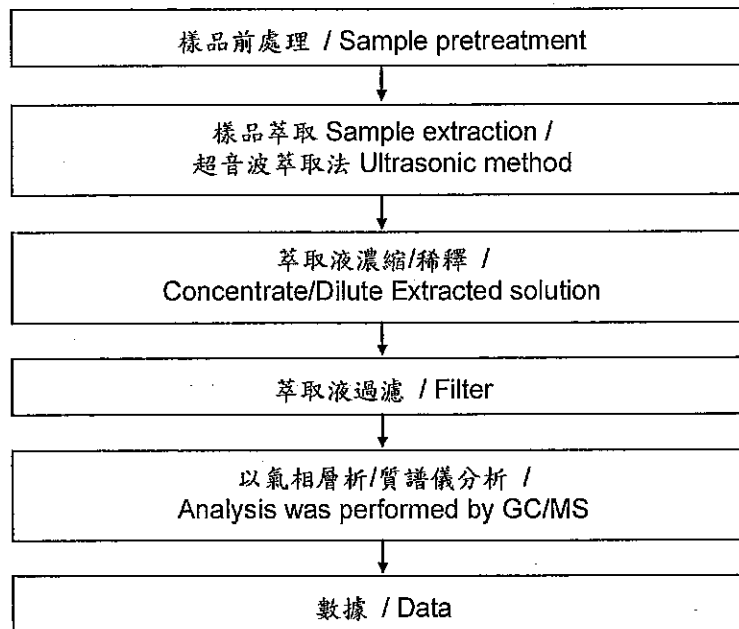 樣品前處理 / Sample pretreatment
樣品萃取 Sample extraction /
超音波萃取法 Ultrasonic method
萃取液濃縮/稀釋 /
Concentrate/Dilute Extracted solution
萃取液過濾 / Filter
以氣相層析/質譜儀分析 /
Analysis was performed by GC/MS
數據 / Data